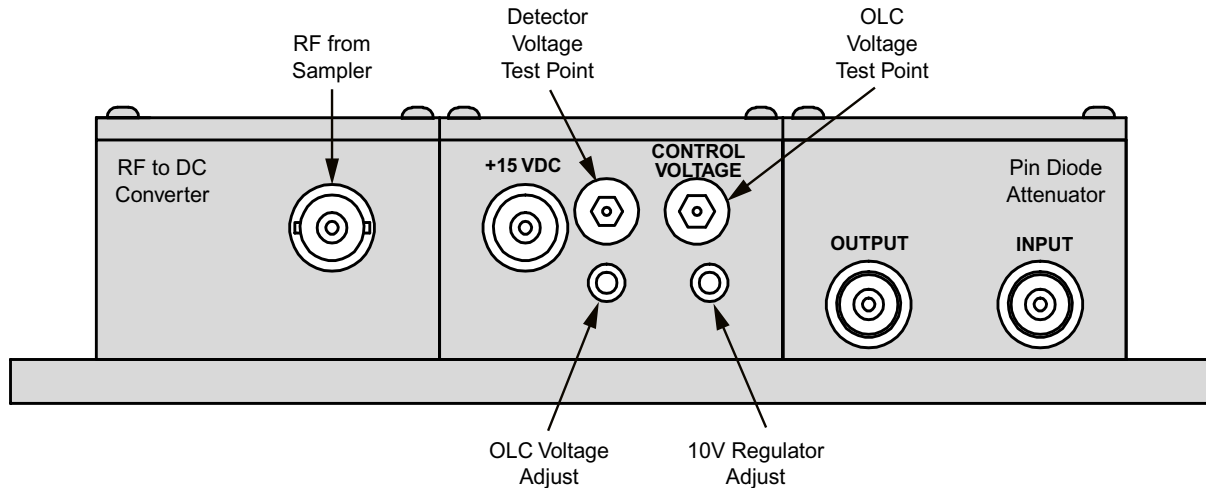 Detector
Voltage
Test Point
OLC
Voltage
Test Point
RF from
Sampler
RF to DC
Converter
+15 VDC
CONTROL
VOLTAGE
Pin Diode
Attenuator
OUTPUT
INPUT
OLC Voltage
Adjust
10V Regulator
Adjust